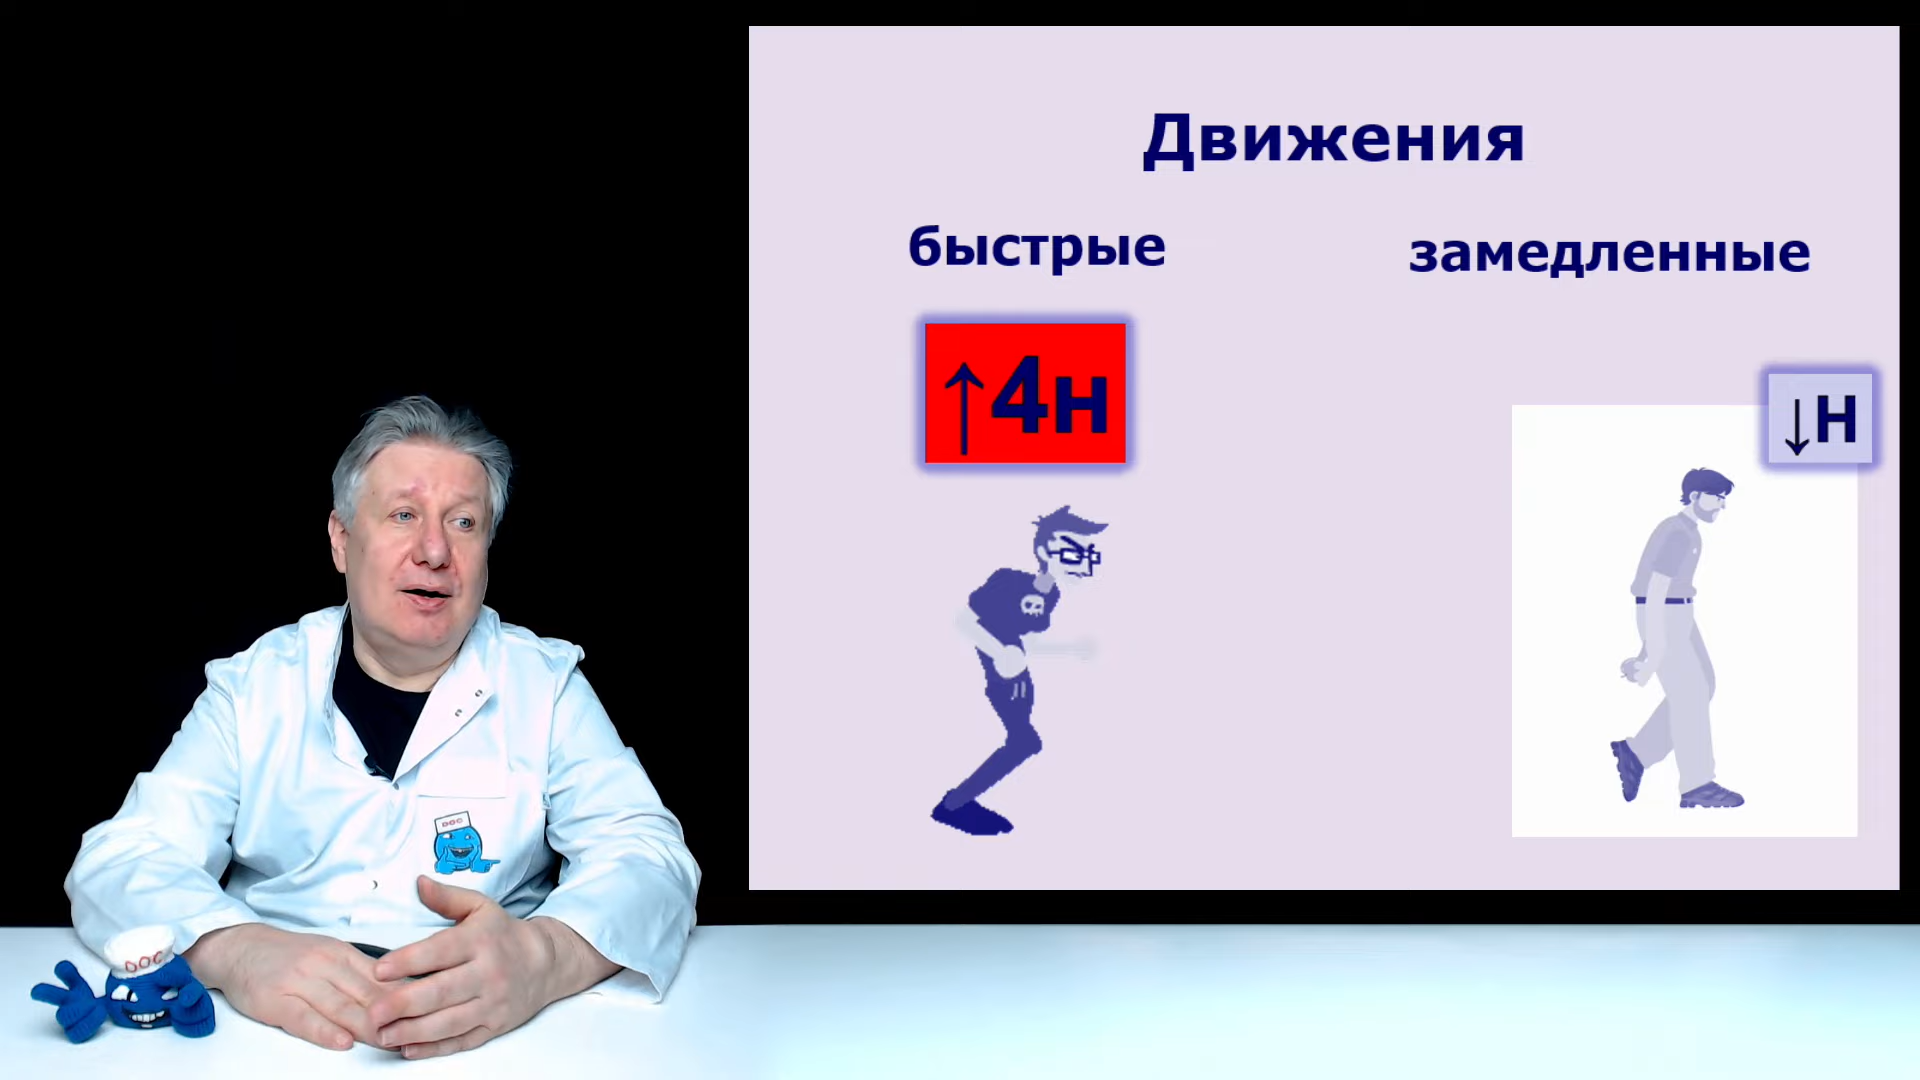 Движения
быстрые
замедленные
↑4н
↓Н
DOC
DOC